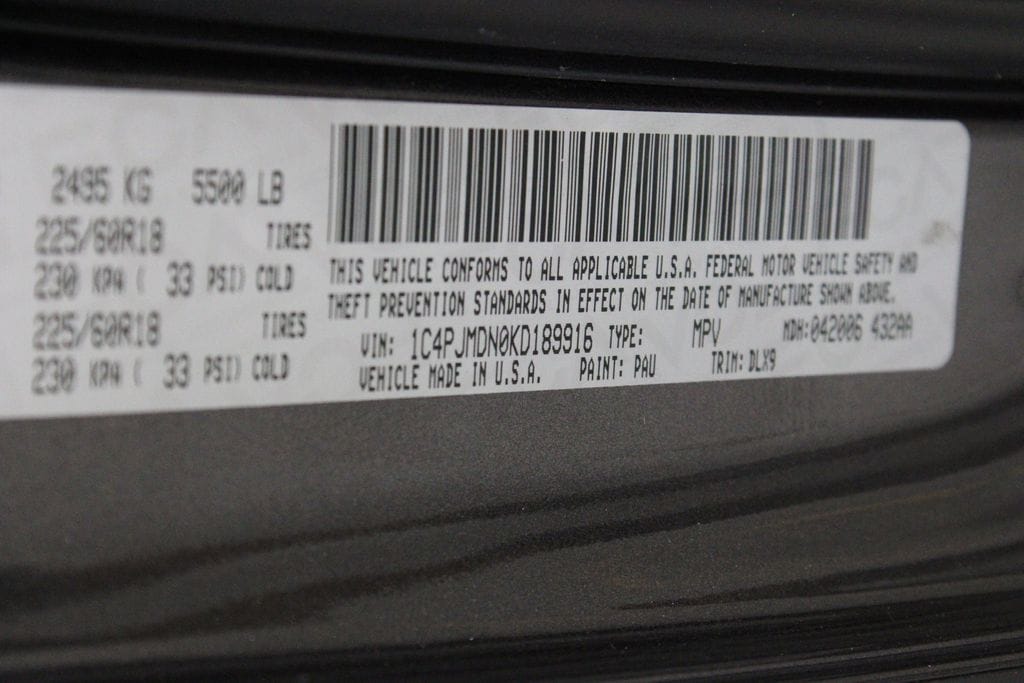 2495 KG 5500 LB
225/60R18 TIRES
230 KPA ( 33 PSI) COLD
225/60R18 TIRES
230 KPA ( 33 PSI) COLD
THIS VEHICLE CONFORMS TO ALL APPLICABLE U.S.A. FEDERAL MOTOR VEHICLE SAFETY AND
THEFT PREVENTION STANDARDS IN EFFECT ON THE DATE OF MANUFACTURE SHOWN ABOVE.
VIN: 1C4PJMDN0KD189916 TYPE: MPV MDH: 042006 432AA
VEHICLE MADE IN U.S.A. PAINT: PAU TRIM: DLX9